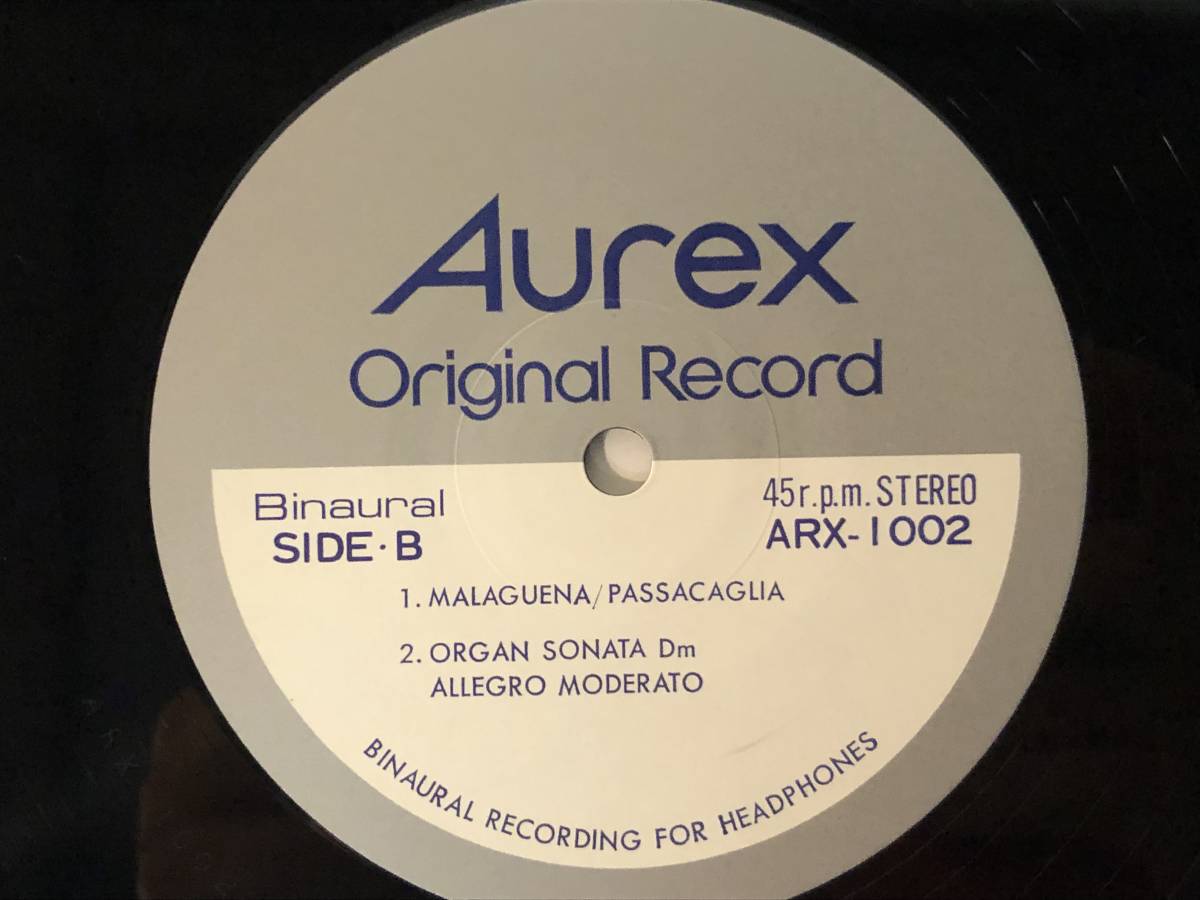 Aurex
Original Record
Binaural
SIDE·B
45r.p.m. STEREO
ARX-1002
1. MALAGUENA/PASSACAGLIA
2. ORGAN SONATA Dm
ALLEGRO MODERATO
BINAURAL RECORDING FOR HEADPHONES